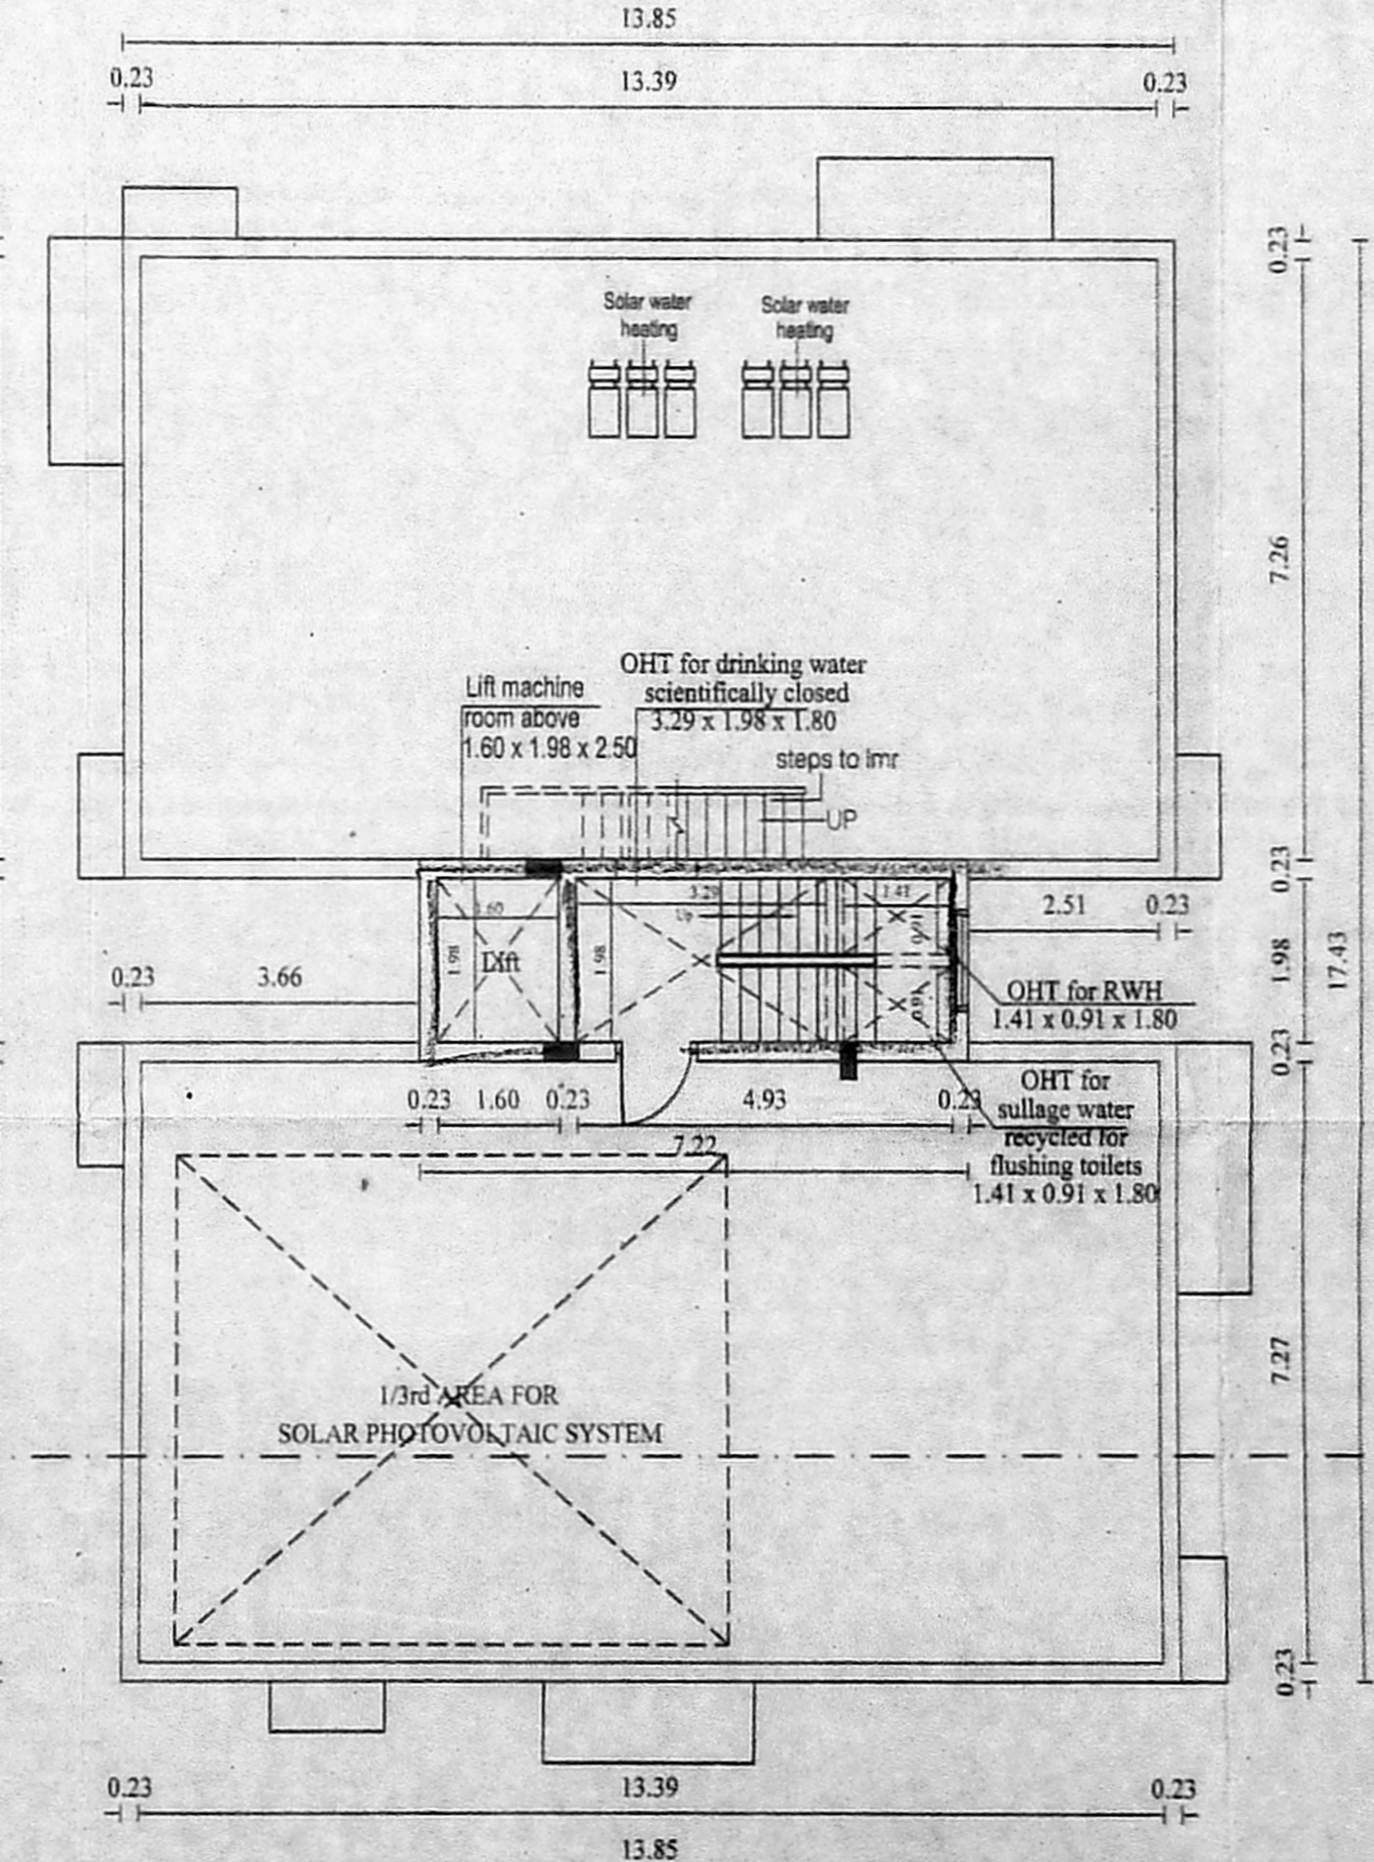 13.85
0.23 13.39 0.23
0.23
Solar water
heating
Solar water
heating
7.26
OHT for drinking water
scientifically closed
3.29 x 1.98 x 1.80
Lift machine
room above
1.60 x 1.98 x 2.50
steps to lmr
UP
0.23
3.29
1.41
1.60
Up
0.91
2.51 0.23
1.98
Lift
1.98
1.98
17.43
0.23 3.66
0.91
OHT for RWH
1.41 x 0.91 x 1.80
0.23
0.23 1.60 0.23 4.93 0.23
7.22
OHT for
sullage water
recycled for
flushing toilets
1.41 x 0.91 x 1.80
7.27
1/3rd AREA FOR
SOLAR PHOTOVOLTAIC SYSTEM
0.23
0.23 13.39 0.23
13.85